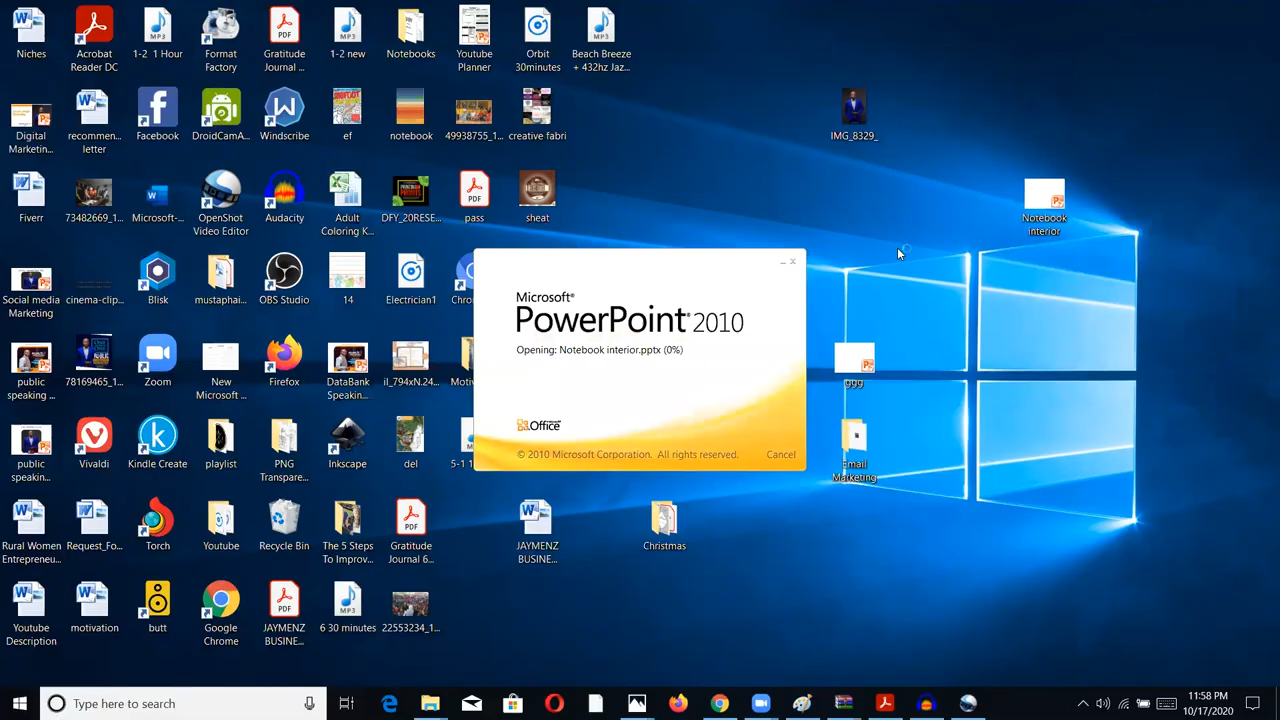 Niches
Acrobat
Reader DC
1-2 1 Hour
Format
Factory
Gratitude
Journal ...
1-2 new
Notebooks
Youtube
Planner
Orbit
30minutes
Beach Breeze
+ 432hz Jaz...
Digital
Marketin...
recommen...
letter
Facebook
DroidCamA...
Windscribe
ef
notebook
49938755_1...
creative fabri
IMG_8329_
Fiverr
73482669_1...
Microsoft-...
OpenShot
Video Editor
Audacity
Adult
Coloring K...
DFY_20RESE...
pass
sheat
Notebook
interior
Social media
Marketing
cinema-clip...
Blisk
mustaphai...
OBS Studio
14
Electrician1
Chro
Microsoft®
PowerPoint® 2010
Opening: Notebook interior.pptx (0%)
Office
© 2010 Microsoft Corporation. All rights reserved.
Cancel
public
speaking ...
78169465_1...
Zoom
New
Microsoft ...
Firefox
DataBank
Speakin...
il_794xN.24...
Motiv
ggg
public
speakin...
Vivaldi
Kindle Create
playlist
PNG
Transpare...
Inkscape
del
5-1 1
Email
Marketing
Rural Women
Entrepreneu...
Request_Fo...
Torch
Youtube
Recycle Bin
The 5 Steps
To Improv...
Gratitude
Journal 6...
JAYMENZ
BUSINE...
Christmas
Youtube
Description
motivation
butt
Google
Chrome
JAYMENZ
BUSINE...
6 30 minutes
22553234_1...
Type here to search
11:58 PM
10/17/2020